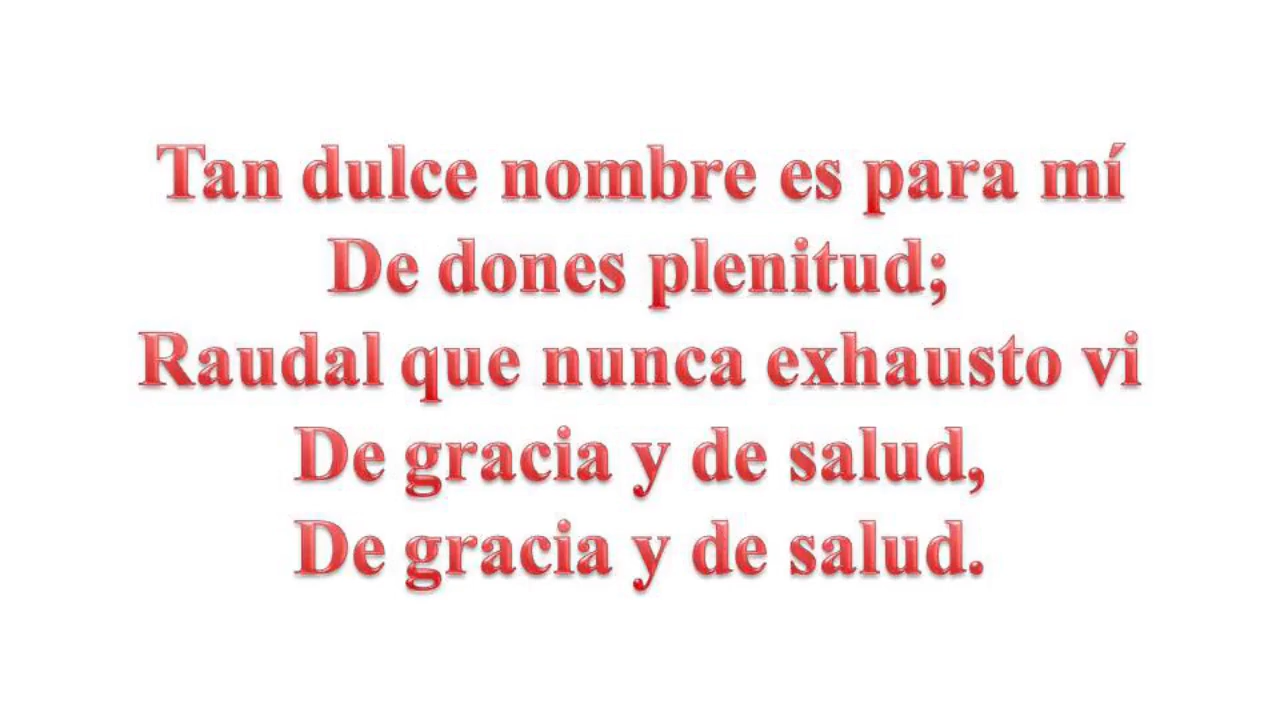 Tan dulce nombre es para mí
De dones plenitud;
Raudal que nunca exhausto vi
De gracia y de salud,
De gracia y de salud.